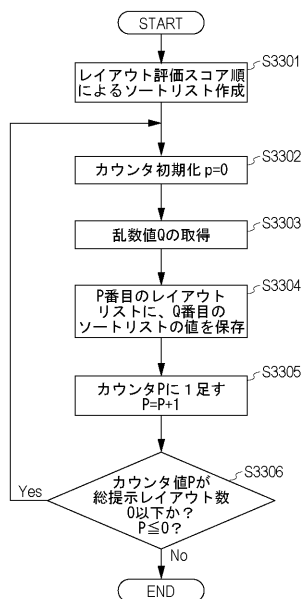 START
S3301
レイアウト評価スコア順
によるソートリスト作成
S3302
カウンタ初期化 p=0
S3303
乱数値Qの取得
S3304
P番目のレイアウト
リストに、Q番目の
ソートリストの値を保存
S3305
カウンタPに1足す
P=P+1
S3306
カウンタ値Pが
総提示レイアウト数
O以下か?
P≦O?
Yes
No
END